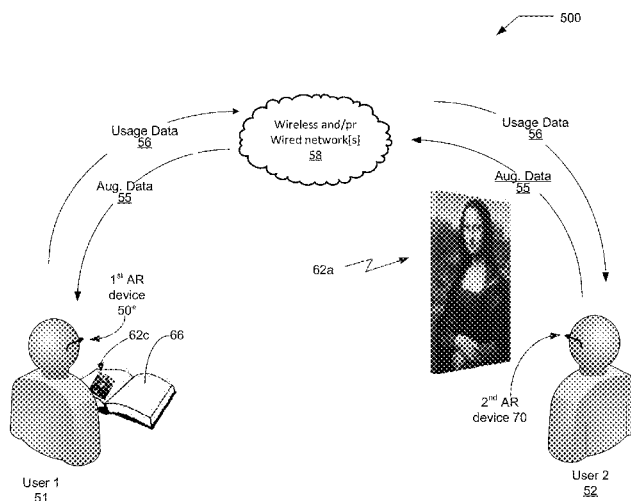 500
Wireless and/pr
Wired network{s}
58
Usage Data
56
Aug. Data
55
Usage Data
56
Aug. Data
55
62a
1st AR
device
50*
62c
66
2nd AR
device 70
User 1
51
User 2
52